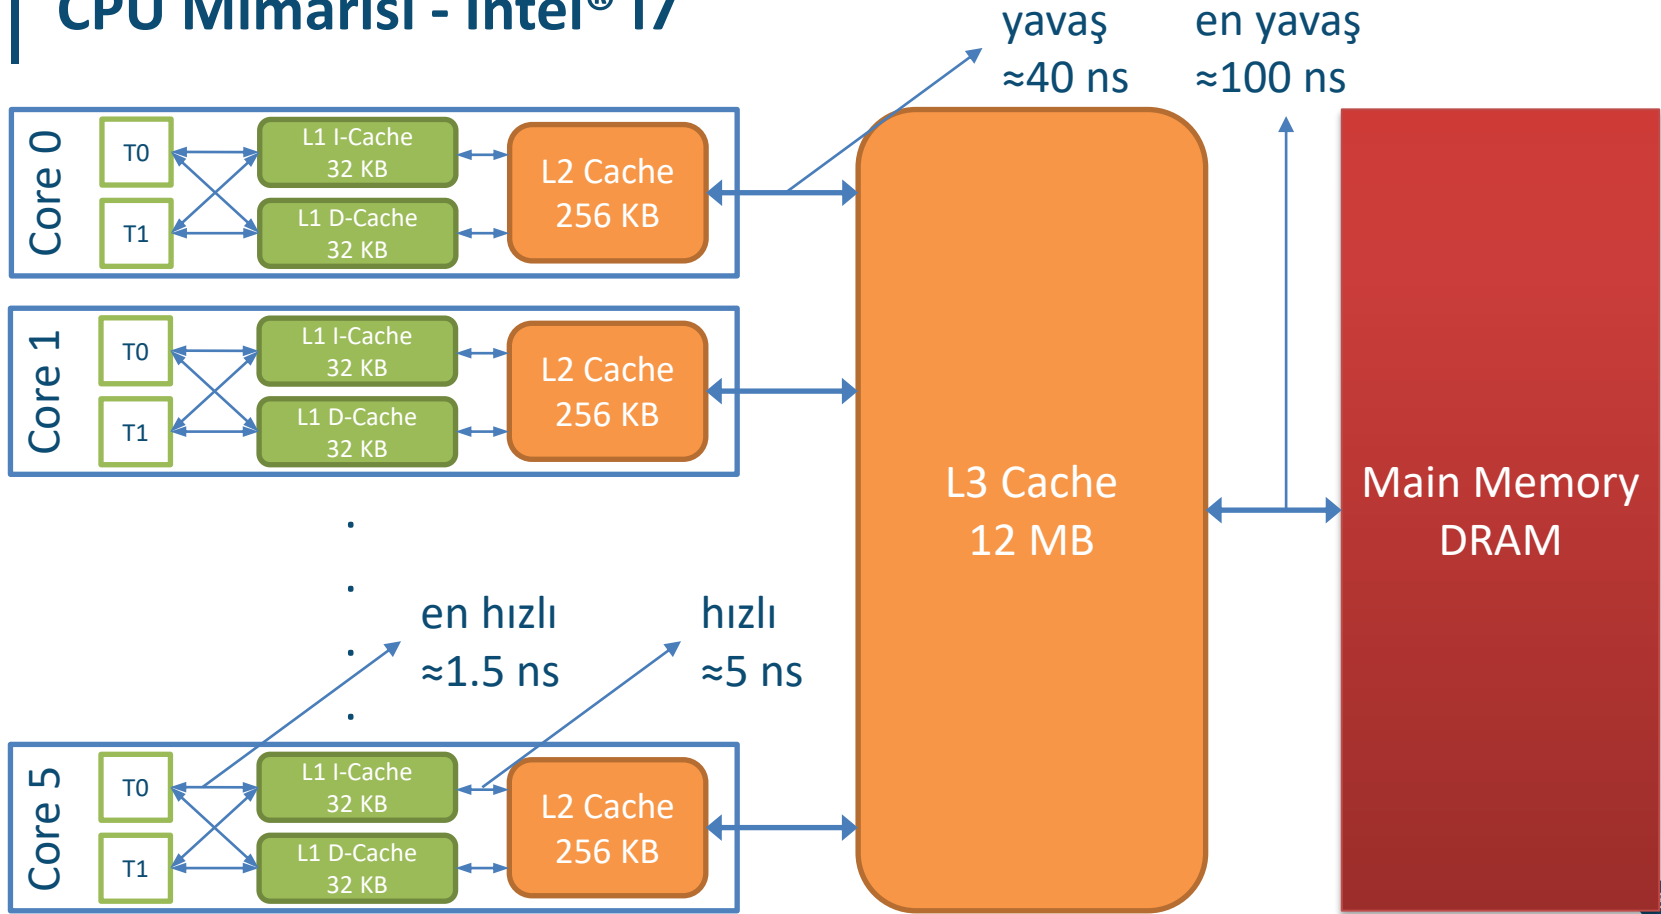 CPU Mimarisi - Intel® i7
yavaş
≈40 ns
en yavaş
≈100 ns
Core 0
T0
T1
L1 I-Cache
32 KB
L1 D-Cache
32 KB
L2 Cache
256 KB
Core 1
T0
T1
L1 I-Cache
32 KB
L1 D-Cache
32 KB
L2 Cache
256 KB
L3 Cache
12 MB
Main Memory
DRAM
.
.
.
.
en hızlı
≈1.5 ns
hızlı
≈5 ns
Core 5
T0
T1
L1 I-Cache
32 KB
L1 D-Cache
32 KB
L2 Cache
256 KB